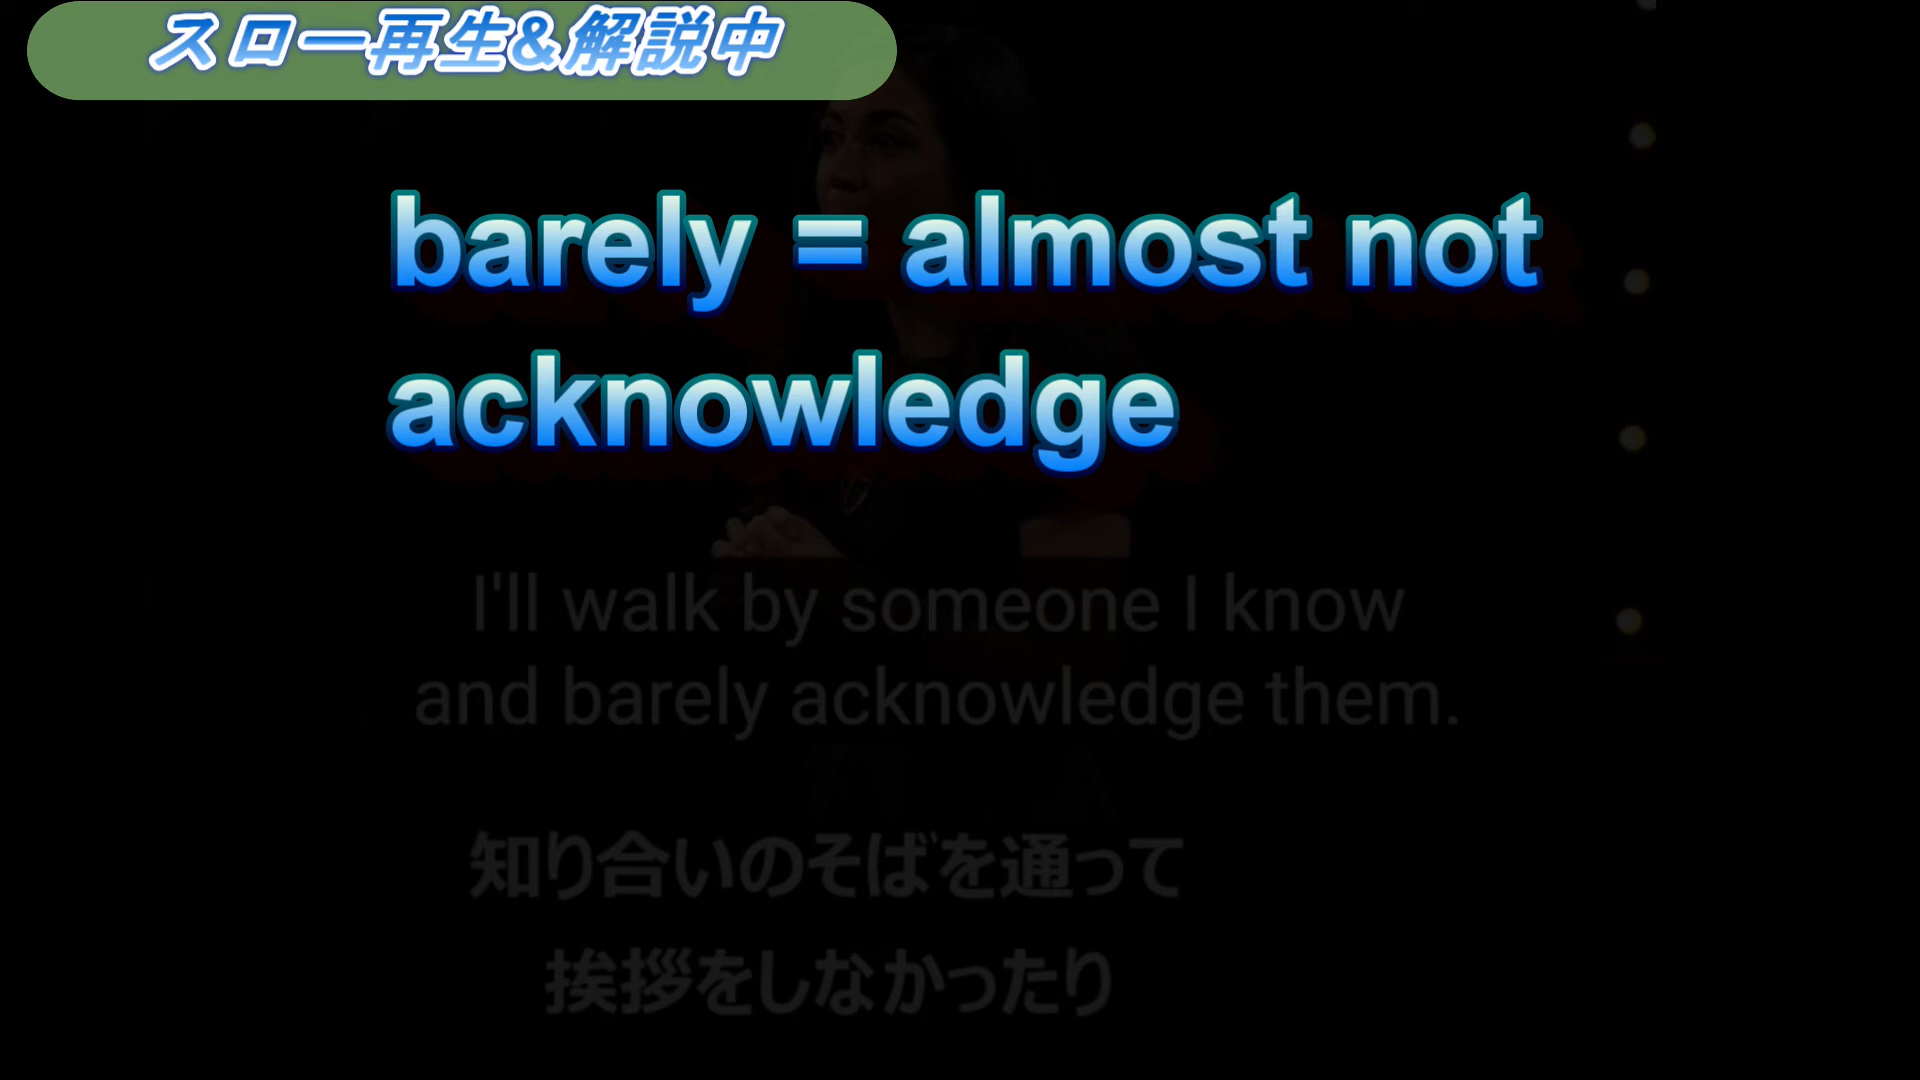 スロー再生&解説中
barely = almost not
acknowledge
I'll walk by someone I know
and barely acknowledge them.
知り合いのそばを通って
挨拶をしなかったり